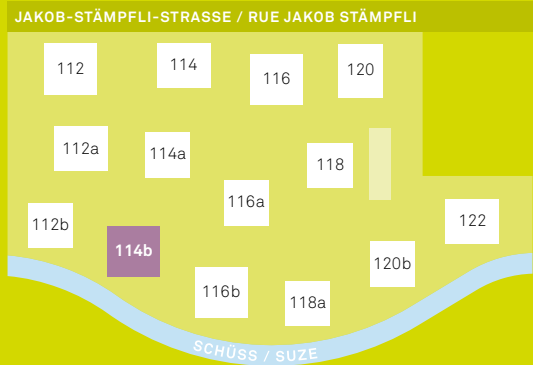 JAKOB-STÄMPFLI-STRASSE / RUE JAKOB STÄMPFLI
112
114
116
120
112a
114a
118
116a
112b
114b
122
120b
116b
118a
SCHÜSS / SUZE